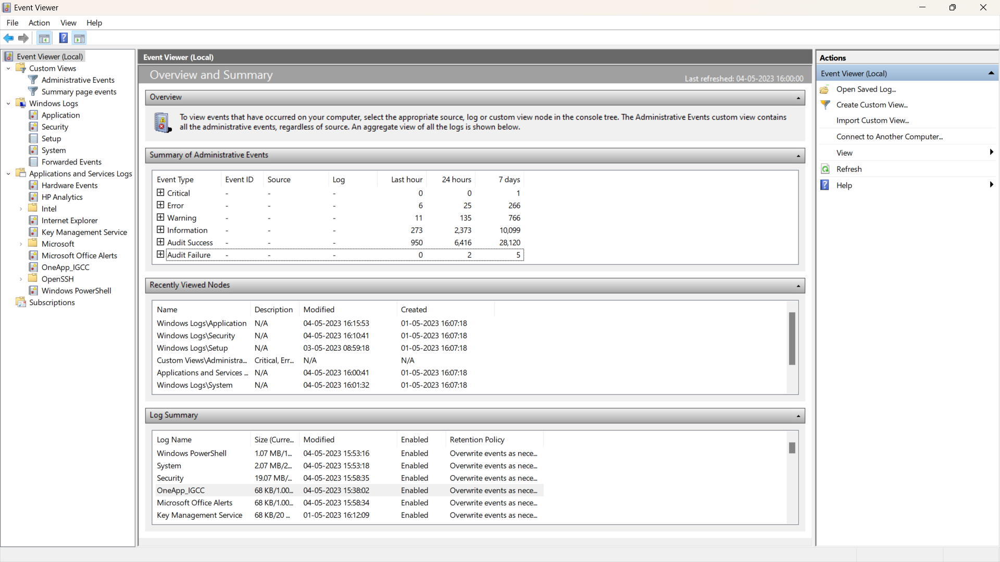 Event Viewer
File Action View Help
Event Viewer (Local)
Custom Views
Administrative Events
Summary page events
Windows Logs
Application
Security
Setup
System
Forwarded Events
Applications and Services Logs
Hardware Events
HP Analytics
Intel
Internet Explorer
Key Management Service
Microsoft
Microsoft Office Alerts
OneApp_IGCC
OpenSSH
Windows PowerShell
Subscriptions
Event Viewer (Local)
Overview and Summary
Last refreshed: 04-05-2023 16:00:00
Overview
To view events that have occurred on your computer, select the appropriate source, log or custom view node in the console tree. The Administrative Events custom view contains
all the administrative events, regardless of source. An aggregate view of all the logs is shown below.
Summary of Administrative Events
Event Type Event ID Source Log Last hour 24 hours 7 days
Critical - - - 0 0 1
Error - - - 6 25 266
Warning - - - 11 135 766
Information - - - 273 2,373 10,099
Audit Success - - - 950 6,416 28,120
Audit Failure - - - 0 2 5
Recently Viewed Nodes
Name Description Modified Created
Windows Logs\Application N/A 04-05-2023 16:15:53 01-05-2023 16:07:18
Windows Logs\Security N/A 04-05-2023 16:10:41 01-05-2023 16:07:18
Windows Logs\Setup N/A 03-05-2023 08:59:18 01-05-2023 16:07:18
Custom Views\Administra... Critical, Err... N/A N/A
Applications and Services ... N/A 04-05-2023 16:00:41 01-05-2023 16:07:18
Windows Logs\System N/A 04-05-2023 16:01:32 01-05-2023 16:07:18
Log Summary
Log Name Size (Curre... Modified Enabled Retention Policy
Windows PowerShell 1.07 MB/1... 04-05-2023 15:53:16 Enabled Overwrite events as nece...
System 2.07 MB/2... 04-05-2023 15:53:18 Enabled Overwrite events as nece...
Security 19.07 MB/... 04-05-2023 15:58:35 Enabled Overwrite events as nece...
OneApp_IGCC 68 KB/1.00... 04-05-2023 15:38:02 Enabled Overwrite events as nece...
Microsoft Office Alerts 68 KB/1.00... 04-05-2023 15:58:34 Enabled Overwrite events as nece...
Key Management Service 68 KB/20 ... 01-05-2023 16:12:09 Enabled Overwrite events as nece...
Actions
Event Viewer (Local)
Open Saved Log...
Create Custom View...
Import Custom View...
Connect to Another Computer...
View
Refresh
Help